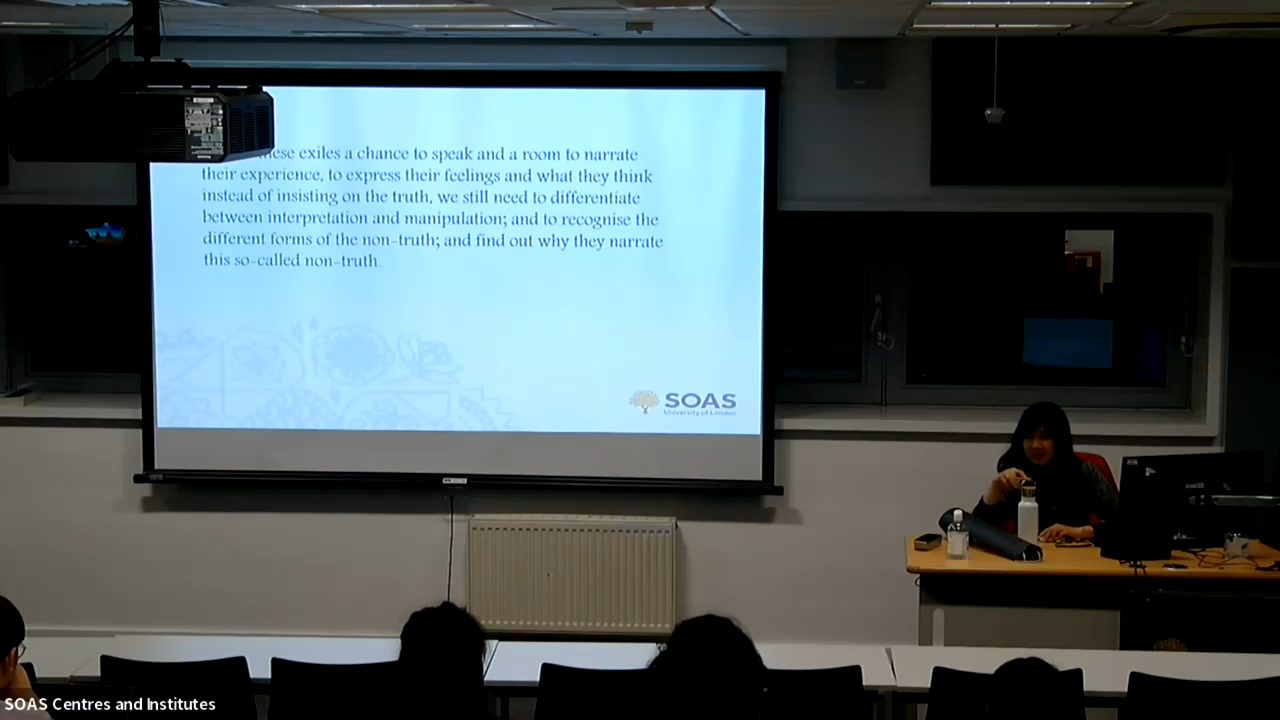 exiles a chance to speak and a room to narrate
their experience, to express their feelings and what they think
instead of insisting on the truth, we still need to differentiate
between interpretation and manipulation; and to recognise the
different forms of the non-truth; and find out why they narrate
this so-called non-truth.
SOAS
University of London
SOAS Centres and Institutes